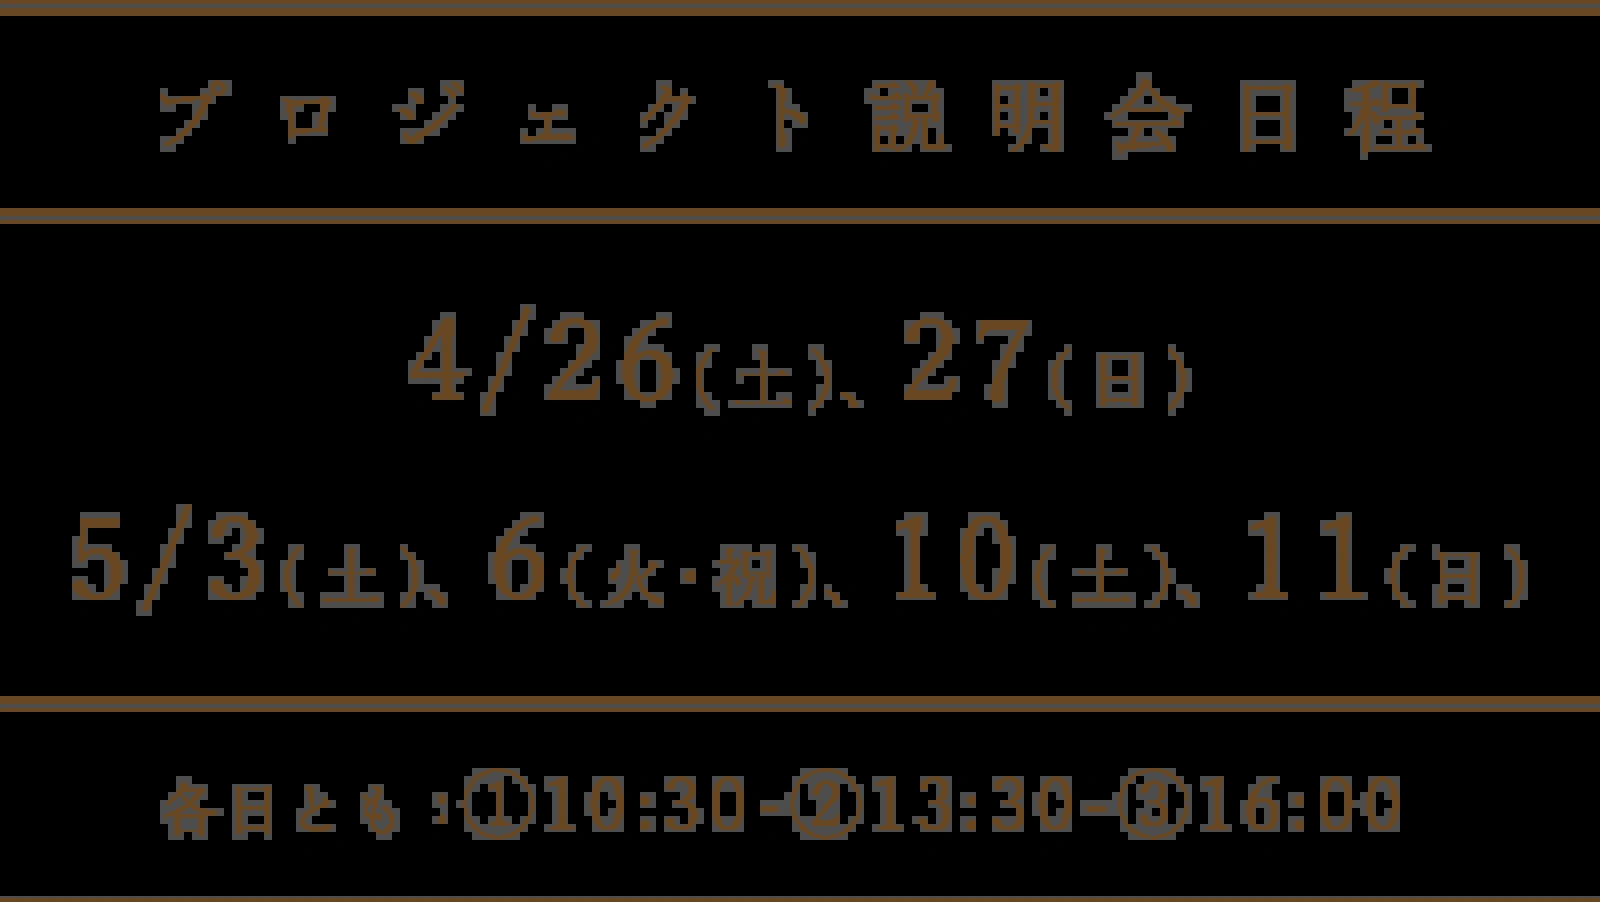 プロジェクト説明会日程
4/26(土)、27(日)
5/3(土)、6(火・祝)、10(土)、11(日)
各日とも：①10:30-②13:30-③16:00